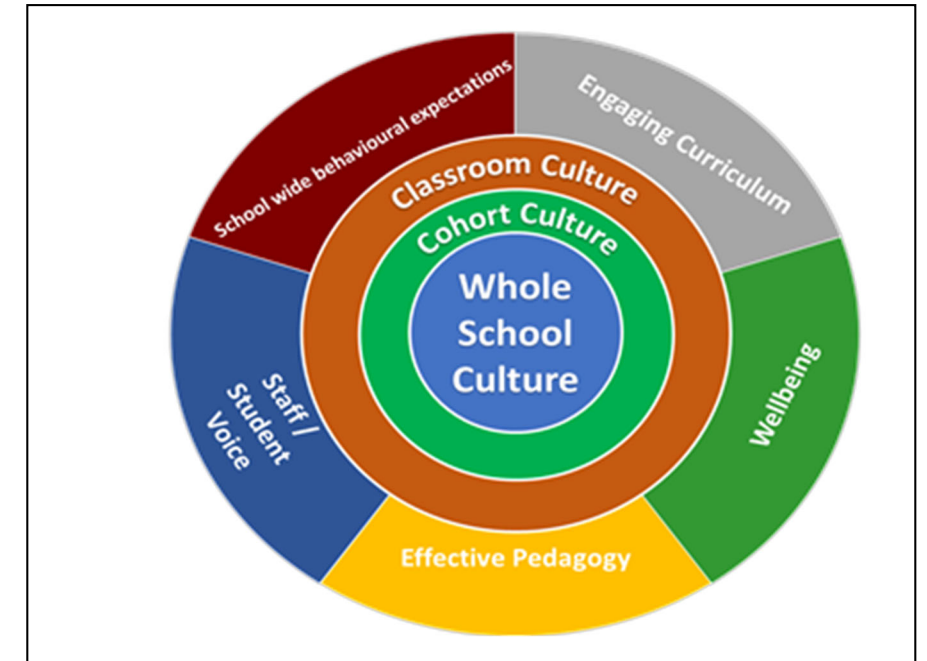 School wide behavioural expectations
Engaging Curriculum
Classroom Culture
Cohort Culture
Whole
School
Culture
Wellbeing
Staff /
Student
Voice
Effective Pedagogy